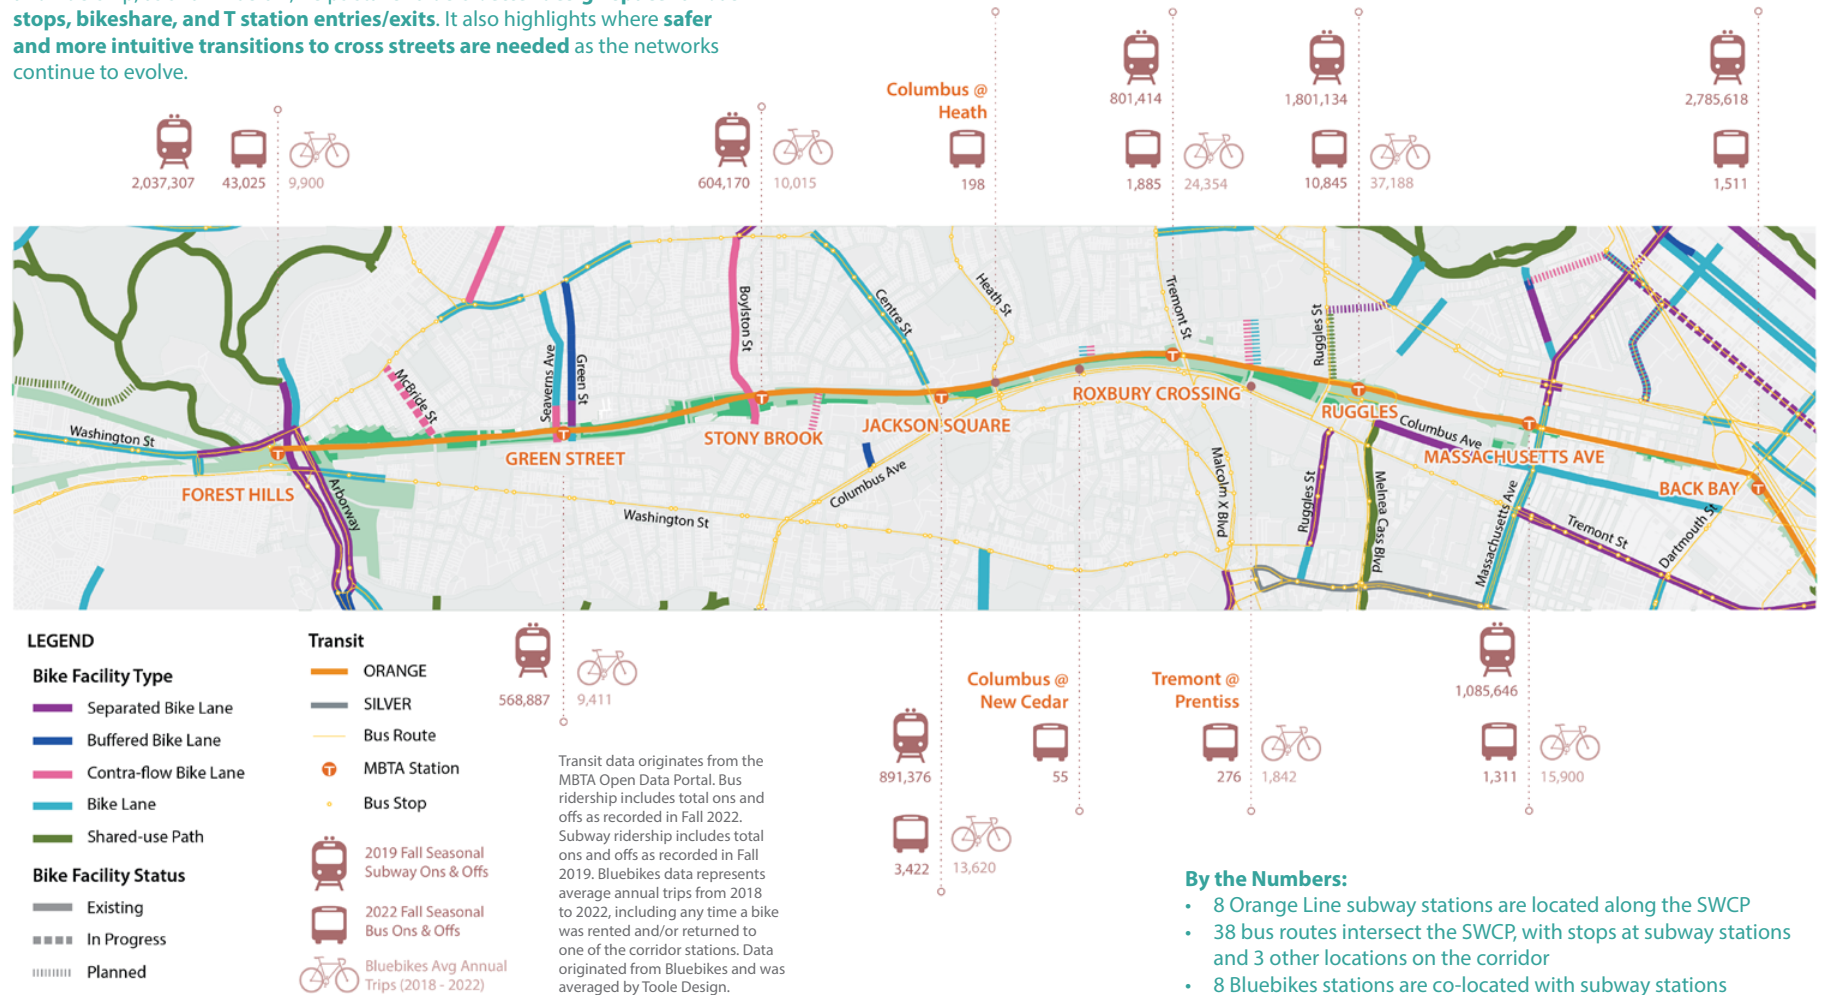 stops, bikeshare, and T station entries/exits. It also highlights where safer
and more intuitive transitions to cross streets are needed as the networks
continue to evolve.
2,037,307
43,025
9,900
604,170
10,015
Columbus @
Heath
198
801,414
1,885
24,354
1,801,134
10,845
37,188
2,785,618
1,511
Washington St
FOREST HILLS
Arborway
McBride St
Seaverns Ave
Green St
GREEN STREET
Boylston St
STONY BROOK
Washington St
Centre St
JACKSON SQUARE
Columbus Ave
Heath St
ROXBURY CROSSING
Tremont St
Malcolm X Blvd
Ruggles St
RUGGLES
Ruggles St
Melnea Cass Blvd
Columbus Ave
MASSACHUSETTS AVE
Massachusetts Ave
Tremont St
Dartmouth St
BACK BAY
LEGEND
Bike Facility Type
Separated Bike Lane
Buffered Bike Lane
Contra-flow Bike Lane
Bike Lane
Shared-use Path
Bike Facility Status
Existing
In Progress
Planned
Transit
ORANGE
SILVER
Bus Route
MBTA Station
Bus Stop
2019 Fall Seasonal
Subway Ons & Offs
2022 Fall Seasonal
Bus Ons & Offs
Bluebikes Avg Annual
Trips (2018 - 2022)
568,887
9,411
Transit data originates from the
MBTA Open Data Portal. Bus
ridership includes total ons and
offs as recorded in Fall 2022.
Subway ridership includes total
ons and offs as recorded in Fall
2019. Bluebikes data represents
average annual trips from 2018
to 2022, including any time a bike
was rented and/or returned to
one of the corridor stations. Data
originated from Bluebikes and was
averaged by Toole Design.
891,376
3,422
13,620
Columbus @
New Cedar
55
Tremont @
Prentiss
276
1,842
1,085,646
1,311
15,900
By the Numbers:
• 8 Orange Line subway stations are located along the SWCP
• 38 bus routes intersect the SWCP, with stops at subway stations
and 3 other locations on the corridor
• 8 Bluebikes stations are co-located with subway stations